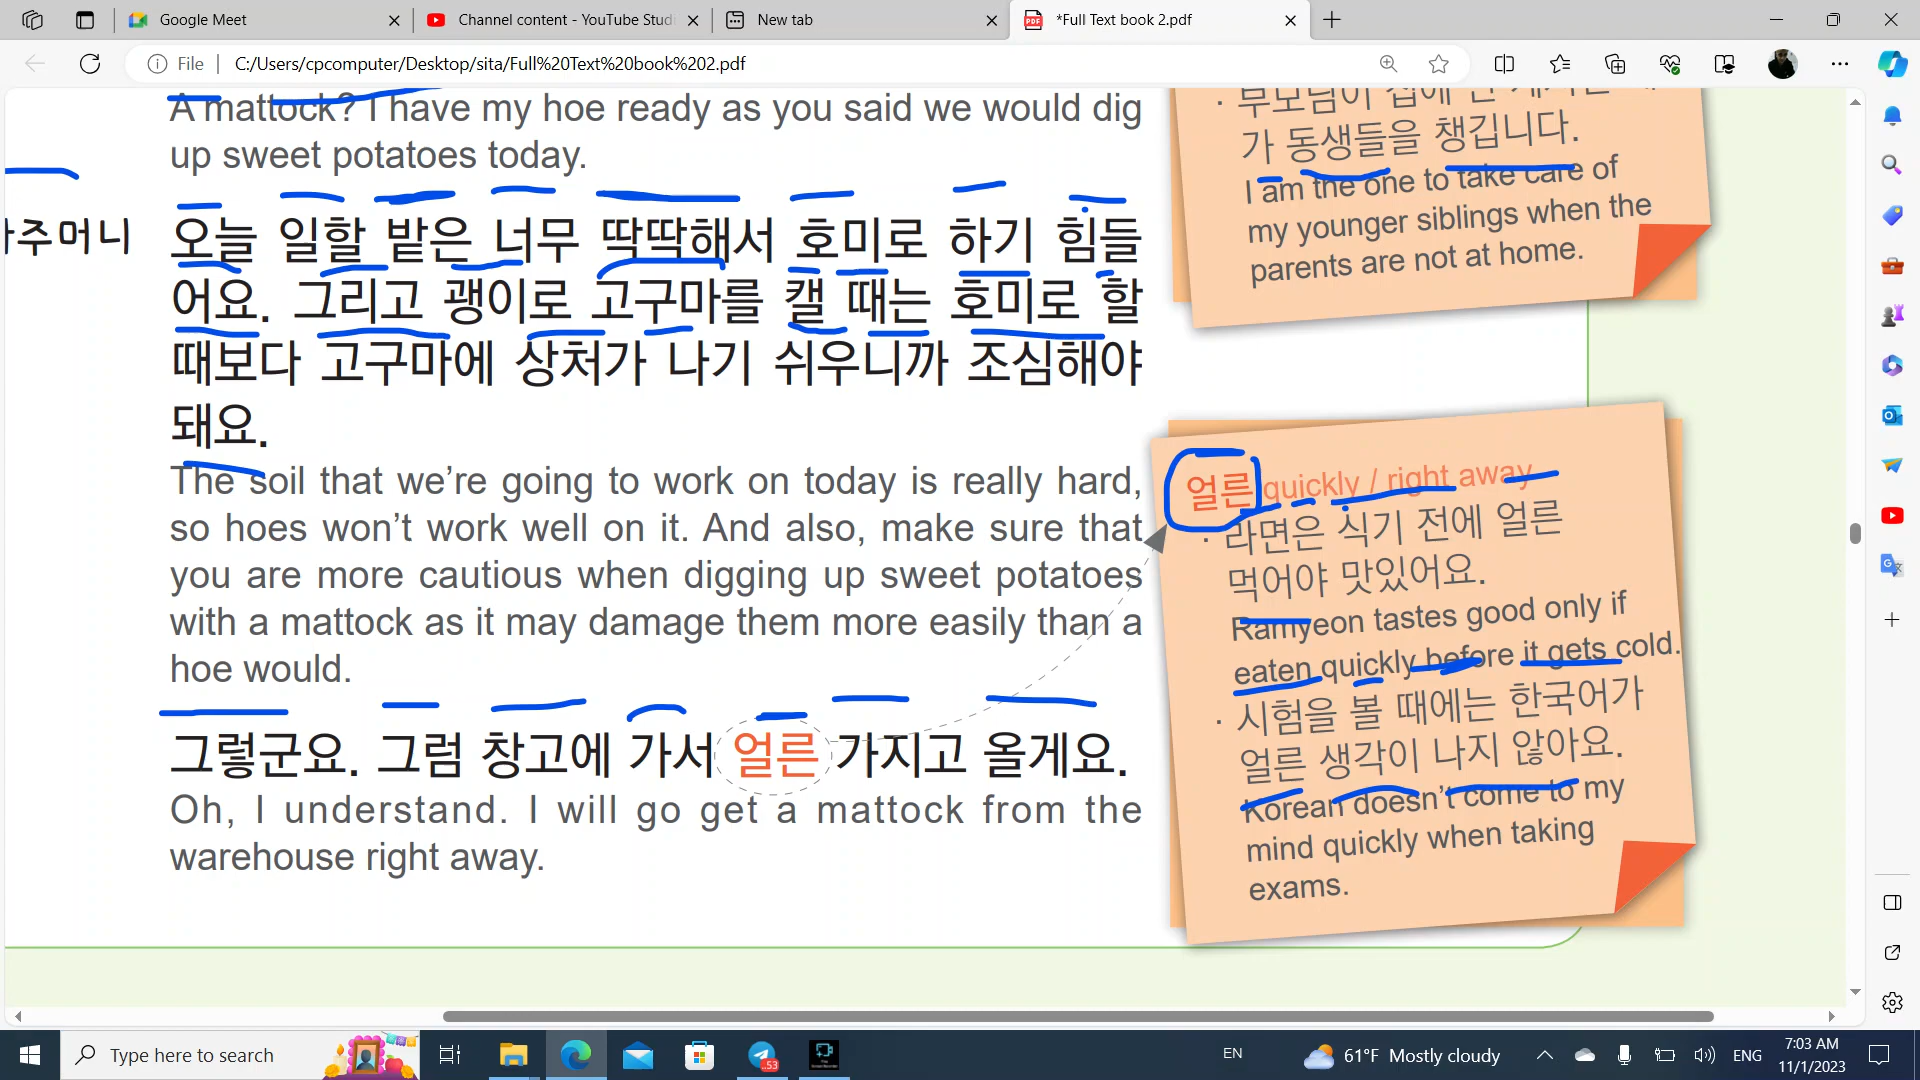 Google Meet
Channel content - YouTube Stud
New tab
*Full Text book 2.pdf
File
C:/Users/cpcomputer/Desktop/sita/Full%20Text%20book%202.pdf
A mattock? I have my hoe ready as you said we would dig
up sweet potatoes today.
주머니
오늘 일할 밭은 너무 딱딱해서 호미로 하기 힘들
어요. 그리고 괭이로 고구마를 캘 때는 호미로 할
때보다 고구마에 상처가 나기 쉬우니까 조심해야
돼요.
The soil that we're going to work on today is really hard,
so hoes won't work well on it. And also, make sure that
you are more cautious when digging up sweet potatoes
with a mattock as it may damage them more easily than a
hoe would.
그렇군요. 그럼 창고에 가서 얼른 가지고 올게요.
Oh, I understand. I will go get a mattock from the
warehouse right away.
· 부모님이 집에
가 동생들을 챙깁니다.
I am the one to take care of
my younger siblings when the
parents are not at home.
얼른 quickly / right away
· 라면은 식기 전에 얼른
먹어야 맛있어요.
Ramyeon tastes good only if
eaten quickly before it gets cold.
· 시험을 볼 때에는 한국어가
얼른 생각이 나지 않아요.
Korean doesn't come to my
mind quickly when taking
exams.
Type here to search
53
EN
61°F Mostly cloudy
ENG
7:03 AM
11/1/2023